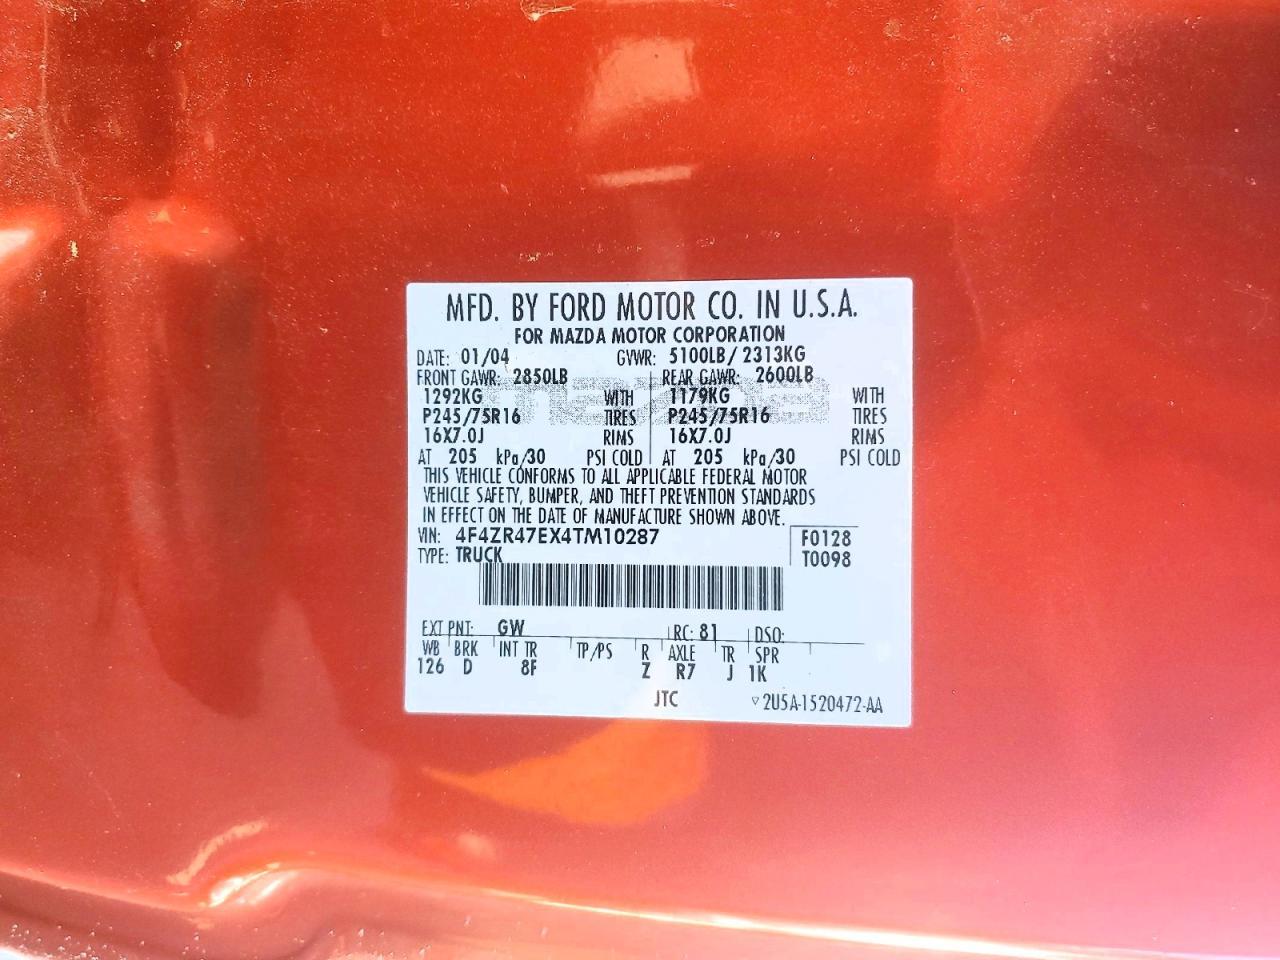 MFD. BY FORD MOTOR CO. IN U.S.A.
FOR MAZDA MOTOR CORPORATION
DATE: 01/04 GVWR: 5100LB/ 2313KG
FRONT GAWR: 2850LB REAR GAWR: 2600LB
1292KG WITH 1179KG WITH
P245/75R16 TIRES P245/75R16 TIRES
16X7.0J RIMS 16X7.0J RIMS
AT 205 kPa/30 PSI COLD AT 205 kPa/30 PSI COLD
THIS VEHICLE CONFORMS TO ALL APPLICABLE FEDERAL MOTOR
VEHICLE SAFETY, BUMPER, AND THEFT PREVENTION STANDARDS
IN EFFECT ON THE DATE OF MANUFACTURE SHOWN ABOVE.
VIN: 4F4ZR47EX4TM10287 F0128
TYPE: TRUCK T0098
EXT PNT: GW RC: 81 DSO:
WB BRK INT TR TP/PS R AXLE TR SPR
126 D 8F Z R7 J 1K
JTC ▽2U5A-1520472-AA